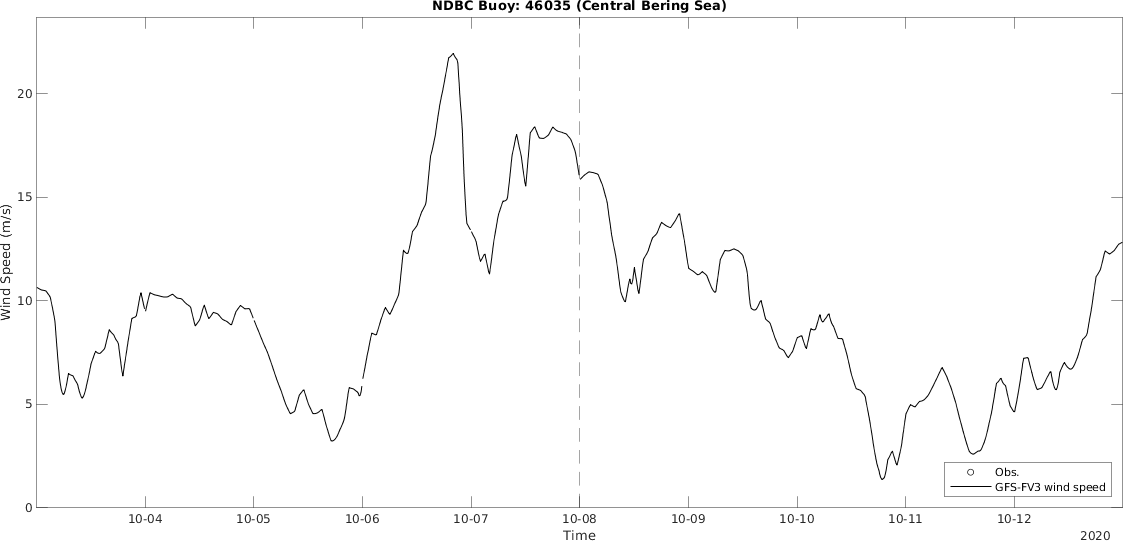 NDBC Buoy: 46035 (Central Bering Sea)
Wind Speed (m/s)
20
15
10
5
0
Obs.
GFS-FV3 wind speed
10-04 10-05 10-06 10-07 10-08 10-09 10-10 10-11 10-12
Time
2020